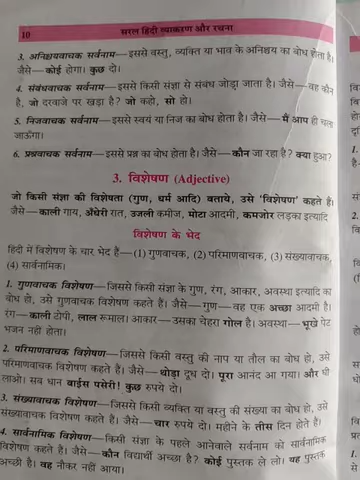 10 सरल हिंदी व्याकरण और रचना
3. अनिश्चयवाचक सर्वनाम—इससे वस्तु, व्यक्ति या भाव के अनिश्चय का बोध होता है।
जैसे—कोई होगा। कुछ दो।
4. संबंधवाचक सर्वनाम—इससे किसी संज्ञा से संबंध जोड़ा जाता है। जैसे—वह कौन
है, जो दरवाजे पर खड़ा है? जो कहो, सो हो।
5. निजवाचक सर्वनाम—इससे स्वयं या निज का बोध होता है। जैसे—मैं आप ही चला
जाऊँगा।
6. प्रश्नवाचक सर्वनाम—इससे प्रश्न का बोध होता है। जैसे—कौन जा रहा है? क्या हुआ?
3. विशेषण (Adjective)
जो किसी संज्ञा की विशेषता (गुण, धर्म आदि) बताये, उसे 'विशेषण' कहते हैं।
जैसे—काली गाय, अँधेरी रात, उजली कमीज, मोटा आदमी, कमजोर लड़का इत्यादि
विशेषण के भेद
हिंदी में विशेषण के चार भेद हैं—(1) गुणवाचक, (2) परिमाणवाचक, (3) संख्यावाचक,
(4) सार्वनामिक।
1. गुणवाचक विशेषण—जिससे किसी संज्ञा के गुण, रंग, आकार, अवस्था इत्यादि का
बोध हो, उसे गुणवाचक विशेषण कहते हैं। जैसे—गुण—वह एक अच्छा आदमी है।
रंग—काली टोपी, लाल रूमाल। आकार—उसका चेहरा गोल है। अवस्था—भूखे पेट
भजन नहीं होता।
2. परिमाणवाचक विशेषण—जिससे किसी वस्तु की नाप या तौल का बोध हो, उसे
परिमाणवाचक विशेषण कहते हैं। जैसे—थोड़ा दूध दो। पूरा आनंद आ गया। और घी
लाओ। सब धान बाईस पसेरी! कुछ रुपये दो।
3. संख्यावाचक विशेषण—जिससे किसी व्यक्ति या वस्तु की संख्या का बोध हो, उसे
संख्यावाचक विशेषण कहते हैं। जैसे—चार रुपये दो। महीने के तीस दिन होते हैं।
4. सार्वनामिक विशेषण—किसी संज्ञा के पहले आनेवाले सर्वनाम को सार्वनामिक
विशेषण कहते हैं। जैसे—कौन विद्यार्थी अच्छा है? कोई पुस्तक ले लो। यह पुस्तक
अच्छी है। वह नौकर नहीं आया।